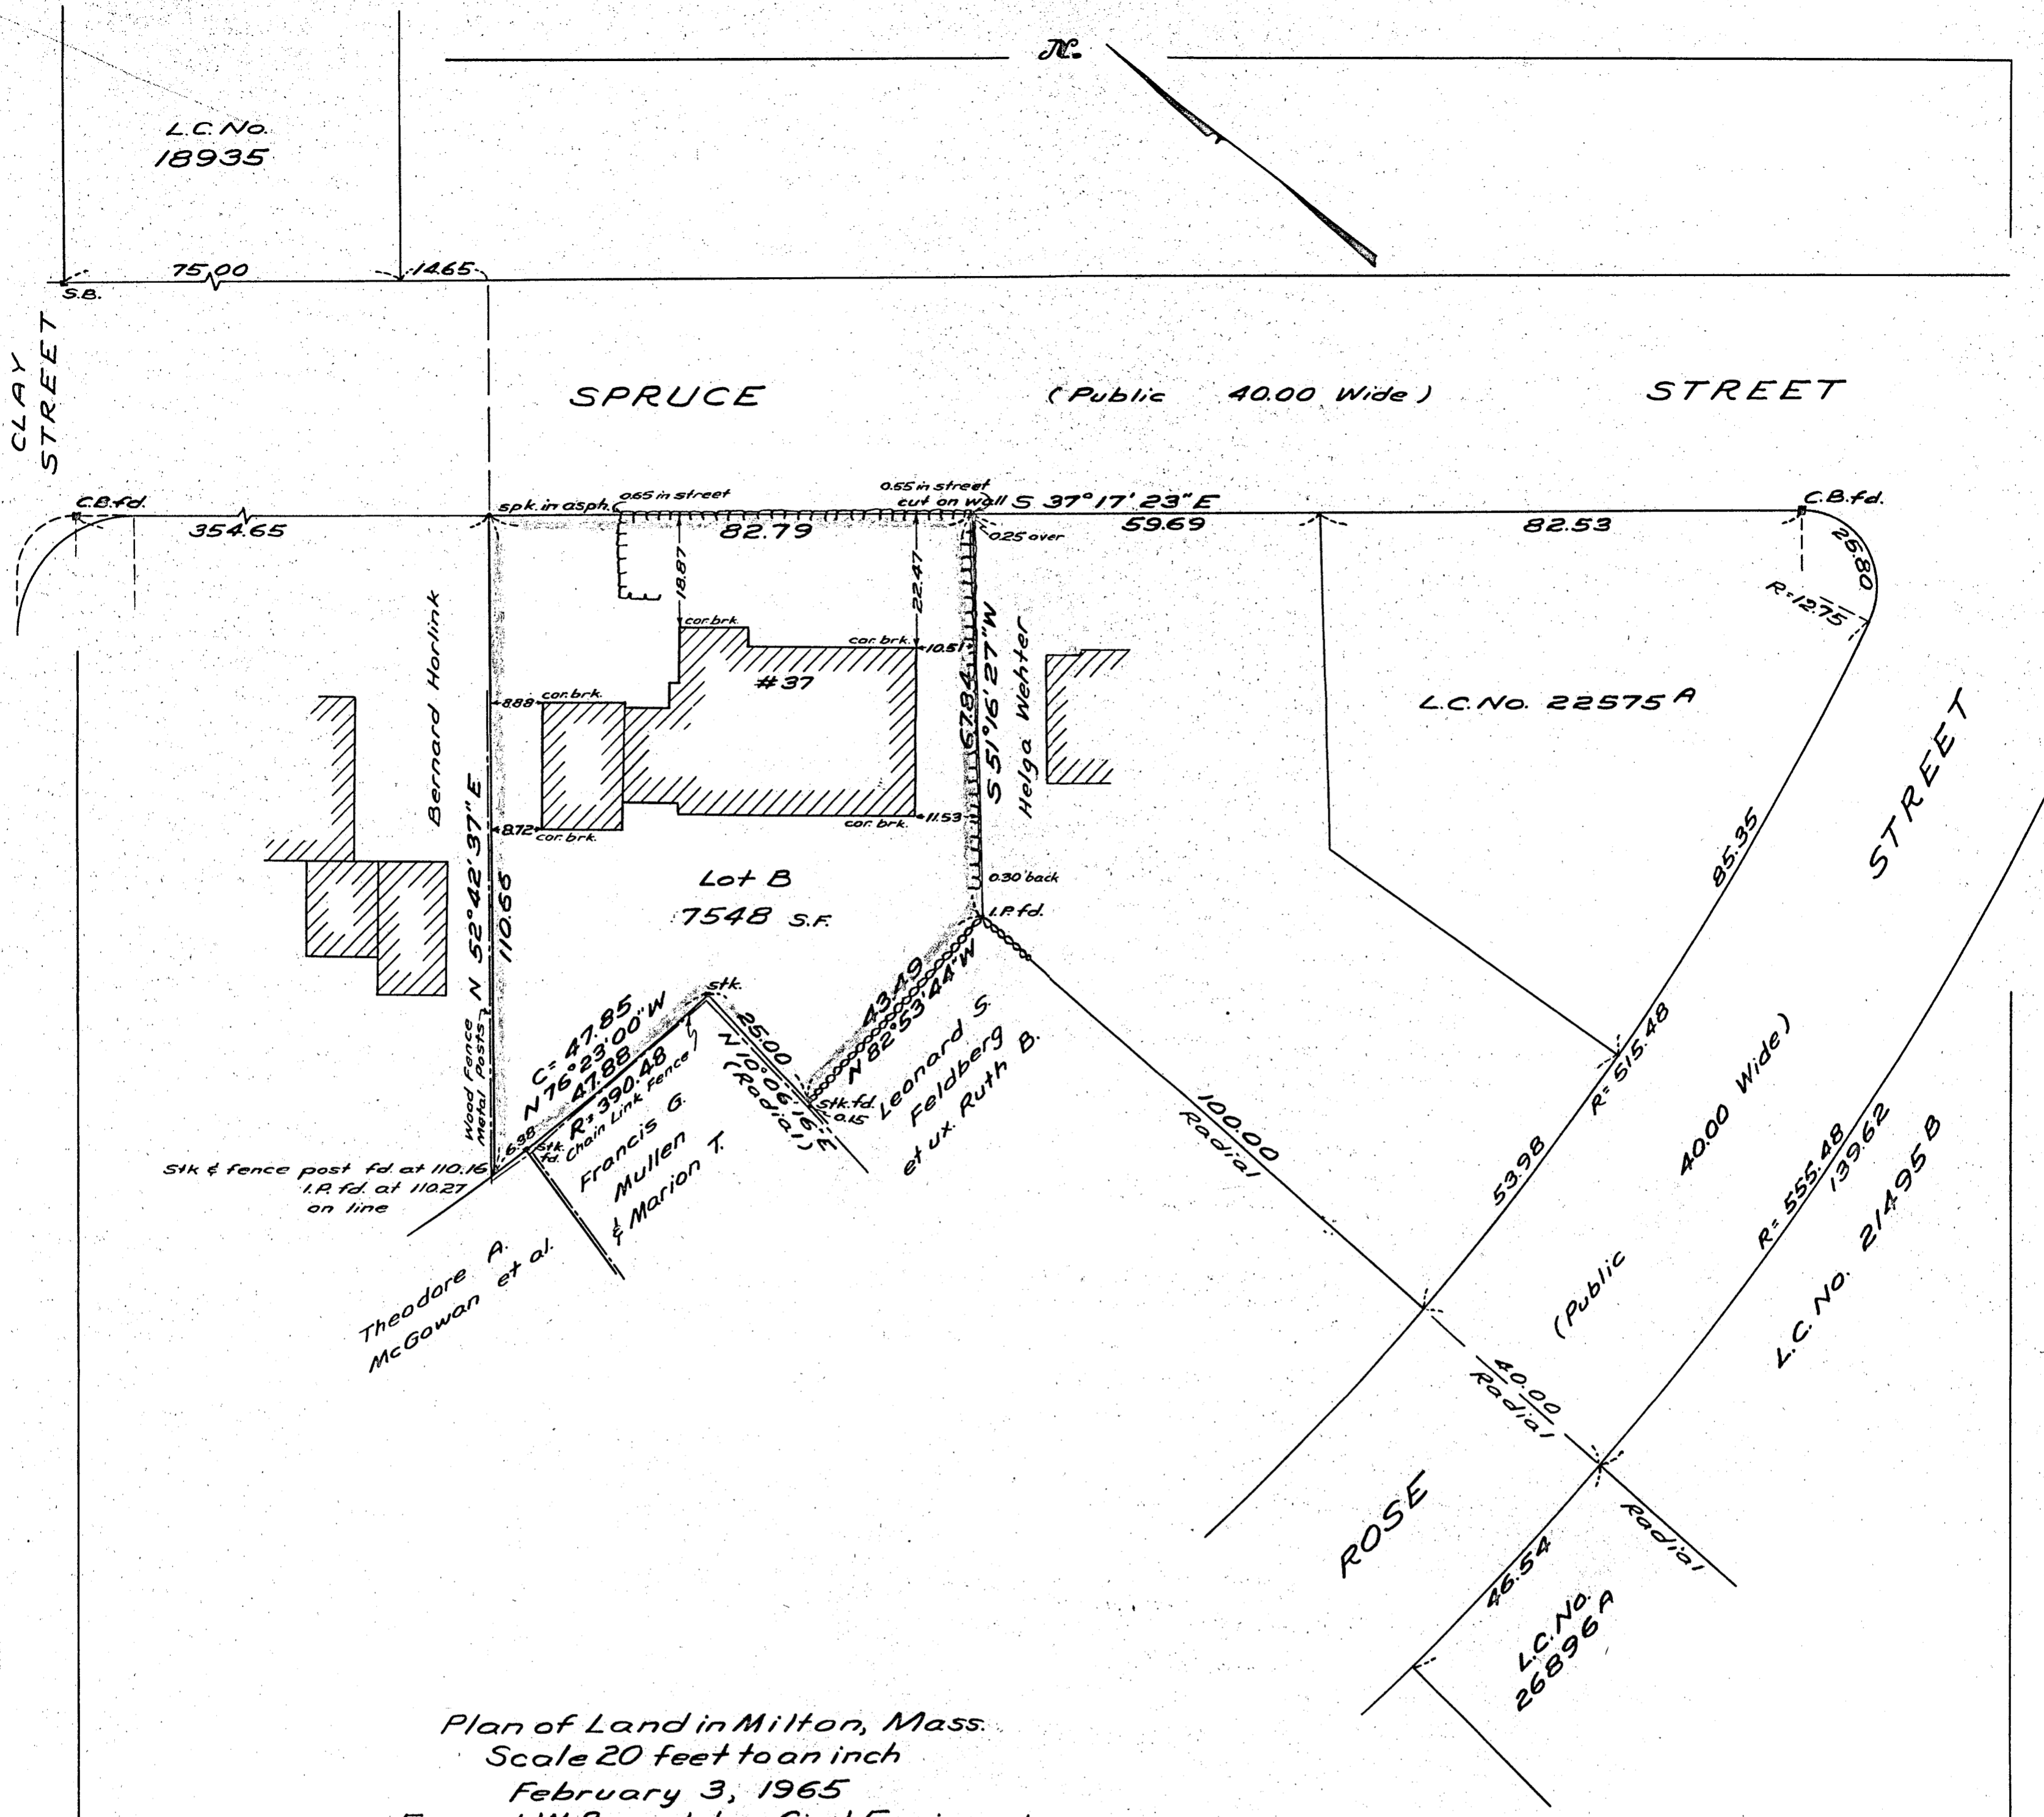 N.
L.C. No.
18935
75.00
14.65
S.B.
CLAY
STREET
SPRUCE
(Public 40.00 Wide)
STREET
C.B.fd.
354.65
spk. in asph.
0.65 in street
82.79
0.55 in street
cut on wall
S 37° 17' 23" E
0.25 over
59.69
82.53
C.B. fd.
25.80
R=12.75
18.87
22.47
cor. brk.
cor. brk.
10.51
#37
8.88
cor. brk.
8.72
cor. brk.
11.53
cor. brk.
Bernard Horlink
N 52° 42' 37" E
110.66
Wood Fence
Metal Posts
67.84
S 51° 16' 27" W
Helga Wehter
L.C. No. 22575 A
Lot B
7548 S.F.
0.30 back
I.P. fd.
C= 47.85
N 76° 23' 00" W
47.88
R= 390.48
Chain Link Fence
Stk.
25.00
N 10° 06' 16" E
(Radial)
43.49
N 82° 53' 44" W
Stk. fd.
0.15
6.98
Stk.
fd.
Leonard S.
Feldberg
et ux. Ruth B.
Francis G.
Mullen
& Marion T.
Stk & fence post fd. at 110.16
I.P. fd. at 110.27
on line
Theodore A.
McGowan et al.
100.00
Radial
85.35
R= 515.48
53.98
STREET
40.00 Wide)
(Public
ROSE
R= 555.48
139.62
L.C. No. 21495 B
40.00
Radial
Radial
46.54
L.C. No.
26896 A
Plan of Land in Milton, Mass.
Scale 20 feet to an inch
February 3, 1965